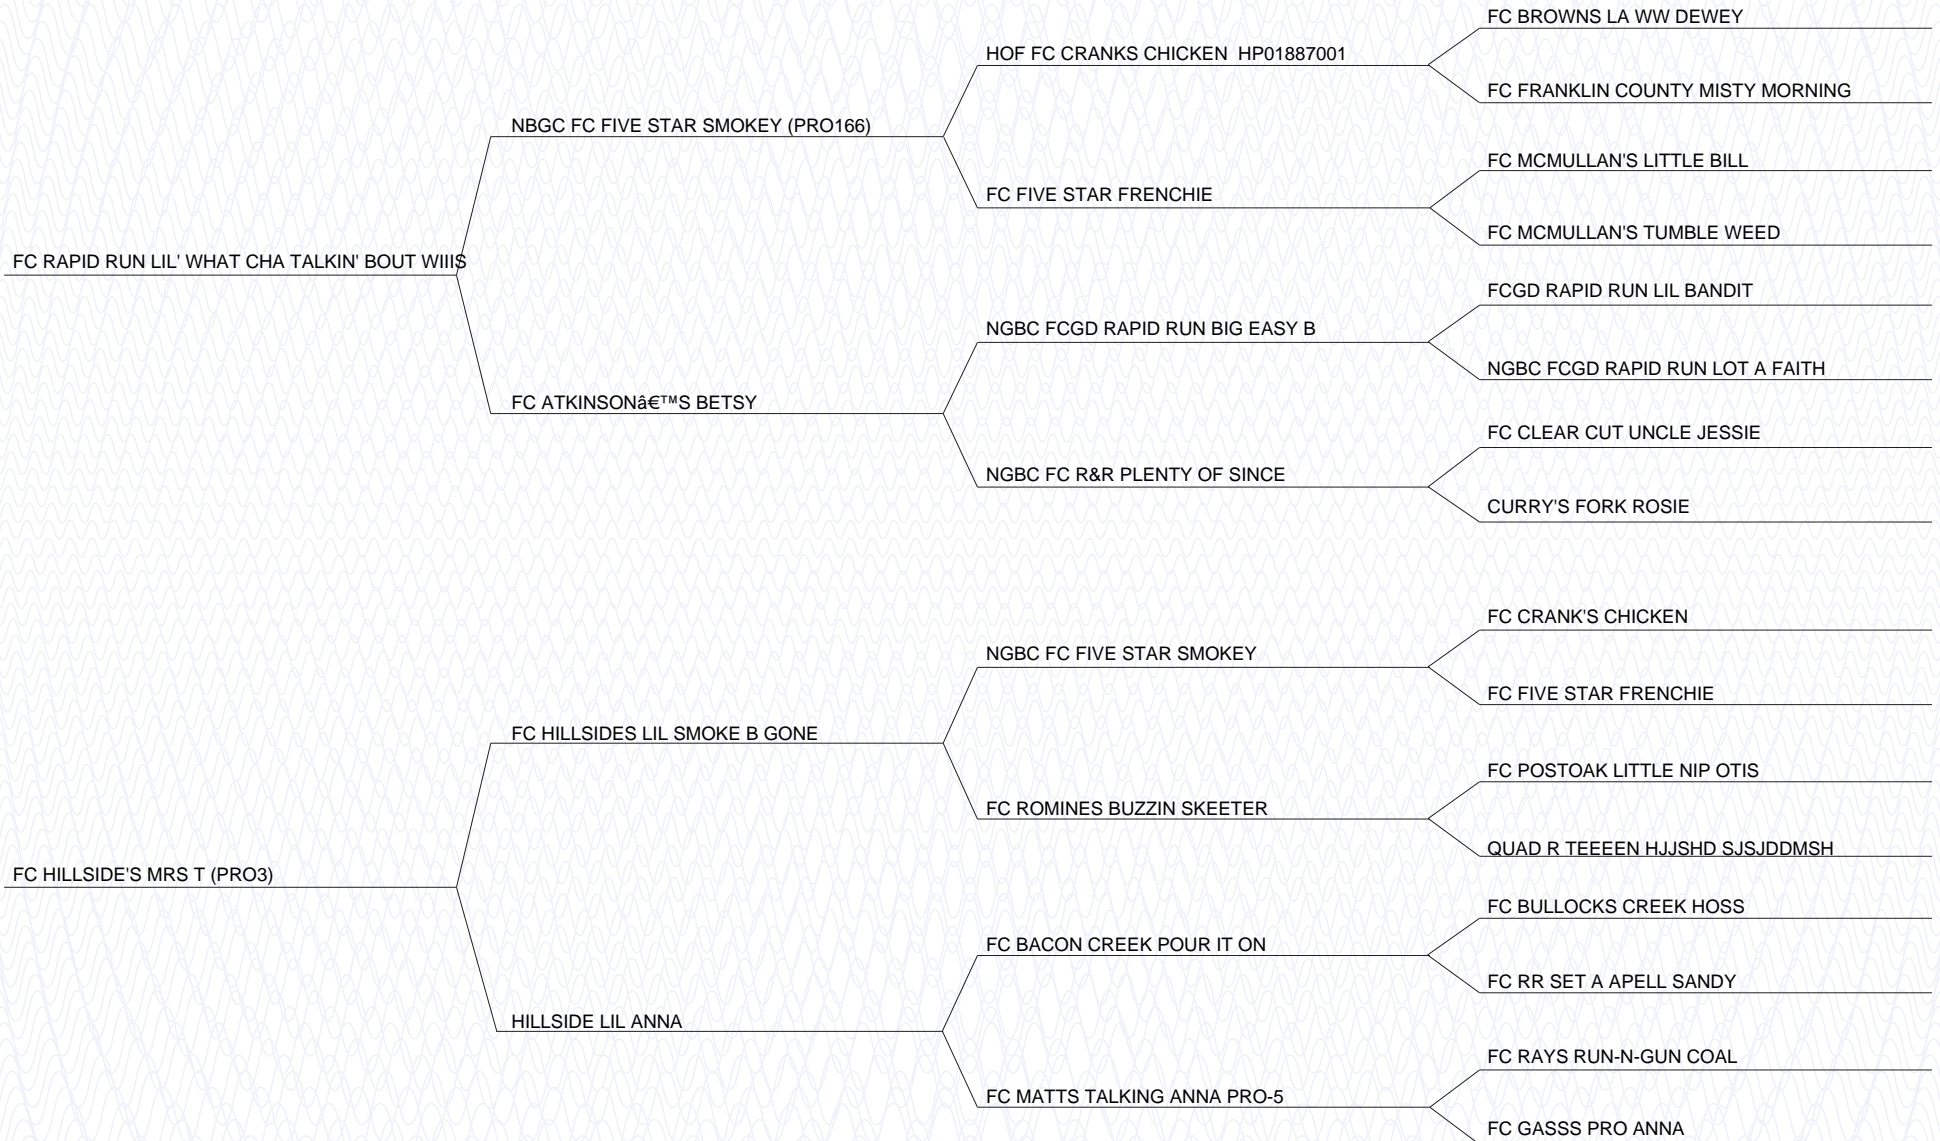 FC BROWNS LA WW DEWEY
HOF FC CRANKS CHICKEN HP01887001
FC FRANKLIN COUNTY MISTY MORNING
NBGC FC FIVE STAR SMOKEY (PRO166)
FC MCMULLAN'S LITTLE BILL
FC FIVE STAR FRENCHIE
FC MCMULLAN'S TUMBLE WEED
FC RAPID RUN LIL' WHAT CHA TALKIN' BOUT WIIIS
FCGD RAPID RUN LIL BANDIT
NGBC FCGD RAPID RUN BIG EASY B
NGBC FCGD RAPID RUN LOT A FAITH
FC ATKINSONâ€™S BETSY
FC CLEAR CUT UNCLE JESSIE
NGBC FC R&R PLENTY OF SINCE
CURRY'S FORK ROSIE
FC CRANK'S CHICKEN
NGBC FC FIVE STAR SMOKEY
FC FIVE STAR FRENCHIE
FC HILLSIDES LIL SMOKE B GONE
FC POSTOAK LITTLE NIP OTIS
FC ROMINES BUZZIN SKEETER
QUAD R TEEEEN HJJSHD SJSJDDMSH
FC HILLSIDE'S MRS T (PRO3)
FC BULLOCKS CREEK HOSS
FC BACON CREEK POUR IT ON
FC RR SET A APELL SANDY
HILLSIDE LIL ANNA
FC RAYS RUN-N-GUN COAL
FC MATTS TALKING ANNA PRO-5
FC GASSS PRO ANNA